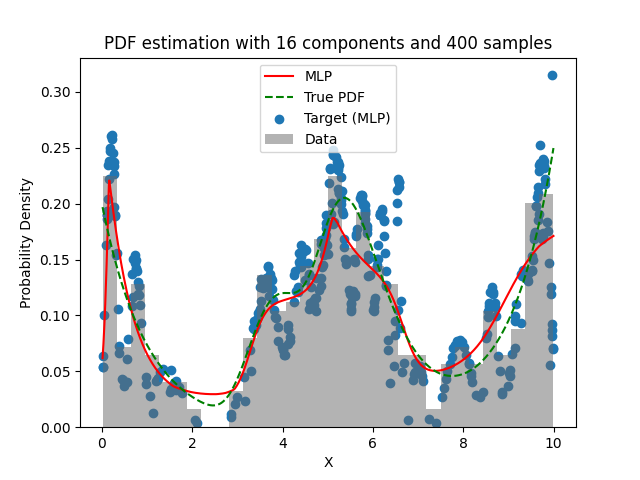 PDF estimation with 16 components and 400 samples
MLP
True PDF
Target (MLP)
Data
Probability Density
0.30
0.25
0.20
0.15
0.10
0.05
0.00
0
2
4
6
8
10
X